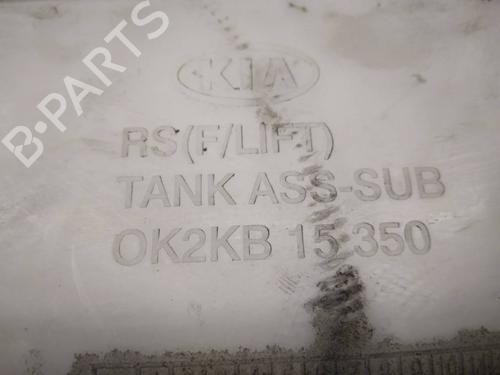 B-PARTS
KIA
RS(F/LIFT)
TANK ASS-SUB
OK2KB 15 350